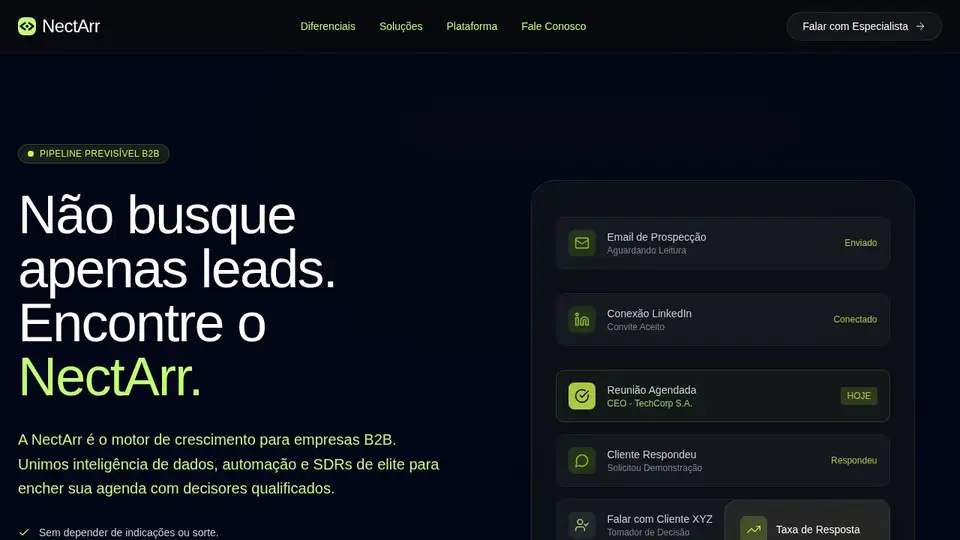 NectArr
Diferenciais
Soluções
Plataforma
Fale Conosco
Falar com Especialista
PIPELINE PREVISÍVEL B2B
Não busque
apenas leads.
Encontre o
NectArr.
A NectArr é o motor de crescimento para empresas B2B.
Unimos inteligência de dados, automação e SDRs de elite para
encher sua agenda com decisores qualificados.
Sem depender de indicações ou sorte.
Email de Prospecção
Aguardando Leitura
Enviado
Conexão LinkedIn
Convite Aceito
Conectado
Reunião Agendada
CEO - TechCorp S.A.
HOJE
Cliente Respondeu
Solicitou Demonstração
Respondeu
Falar com Cliente XYZ
Tomador de Decisão
Taxa de Resposta